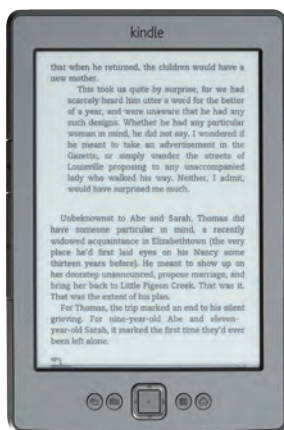 kindle
that when he returned, the children would have a
new mother.
This took us quite by surprise, for we had
scarcely heard him utter a word for the better
of a year, and were unaware that he had any
such designs. Whether he had any particular
woman in mind, he did not say. I wondered if
he meant to take an advertisement in the
Gazette, or simply wander the streets of
Louisville proposing to any unaccompanied
lady who walked his way. Neither, I admit,
would have surprised me much.
Unbeknownst to Abe and Sarah, Thomas did
have someone particular in mind, a recently
widowed acquaintance in Elizabethtown (the very
place he'd first laid eyes on his Nancy some
thirteen years before). He meant to show up on
her doorstep unannounced, propose marriage, and
bring her back to Little Pigeon Creek. That was it.
That was the extent of his plan.
For Thomas, the trip marked an end to his silent
grieving. For nine-year-old Abe and eleven-
year-old Sarah, it marked the first time they'd ever
been left alone.